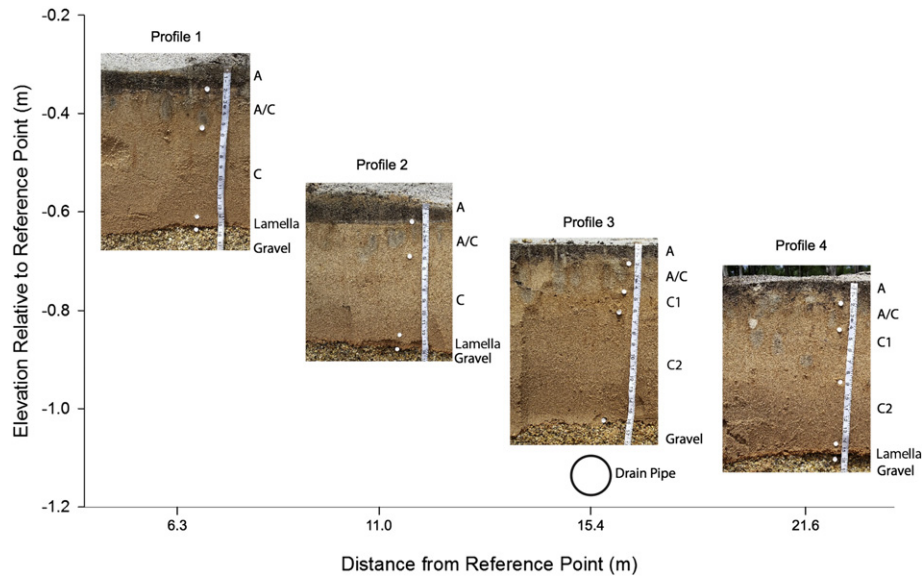 Elevation Relative to Reference Point (m)
-0.2
-0.4
-0.6
-0.8
-1.0
-1.2
Profile 1
A
A/C
C
Lamella
Gravel
Profile 2
A
A/C
C
Lamella
Gravel
Profile 3
A
A/C
C1
C2
Gravel
Drain Pipe
Profile 4
A
A/C
C1
C2
Lamella
Gravel
6.3
11.0
15.4
21.6
Distance from Reference Point (m)